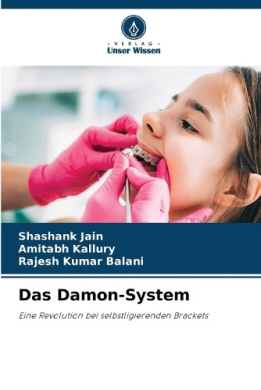 VERLAG
Unser Wissen
Shashank Jain
Amitabh Kallury
Rajesh Kumar Balani
Das Damon-System
Eine Revolution bei selbstligierenden Brackets